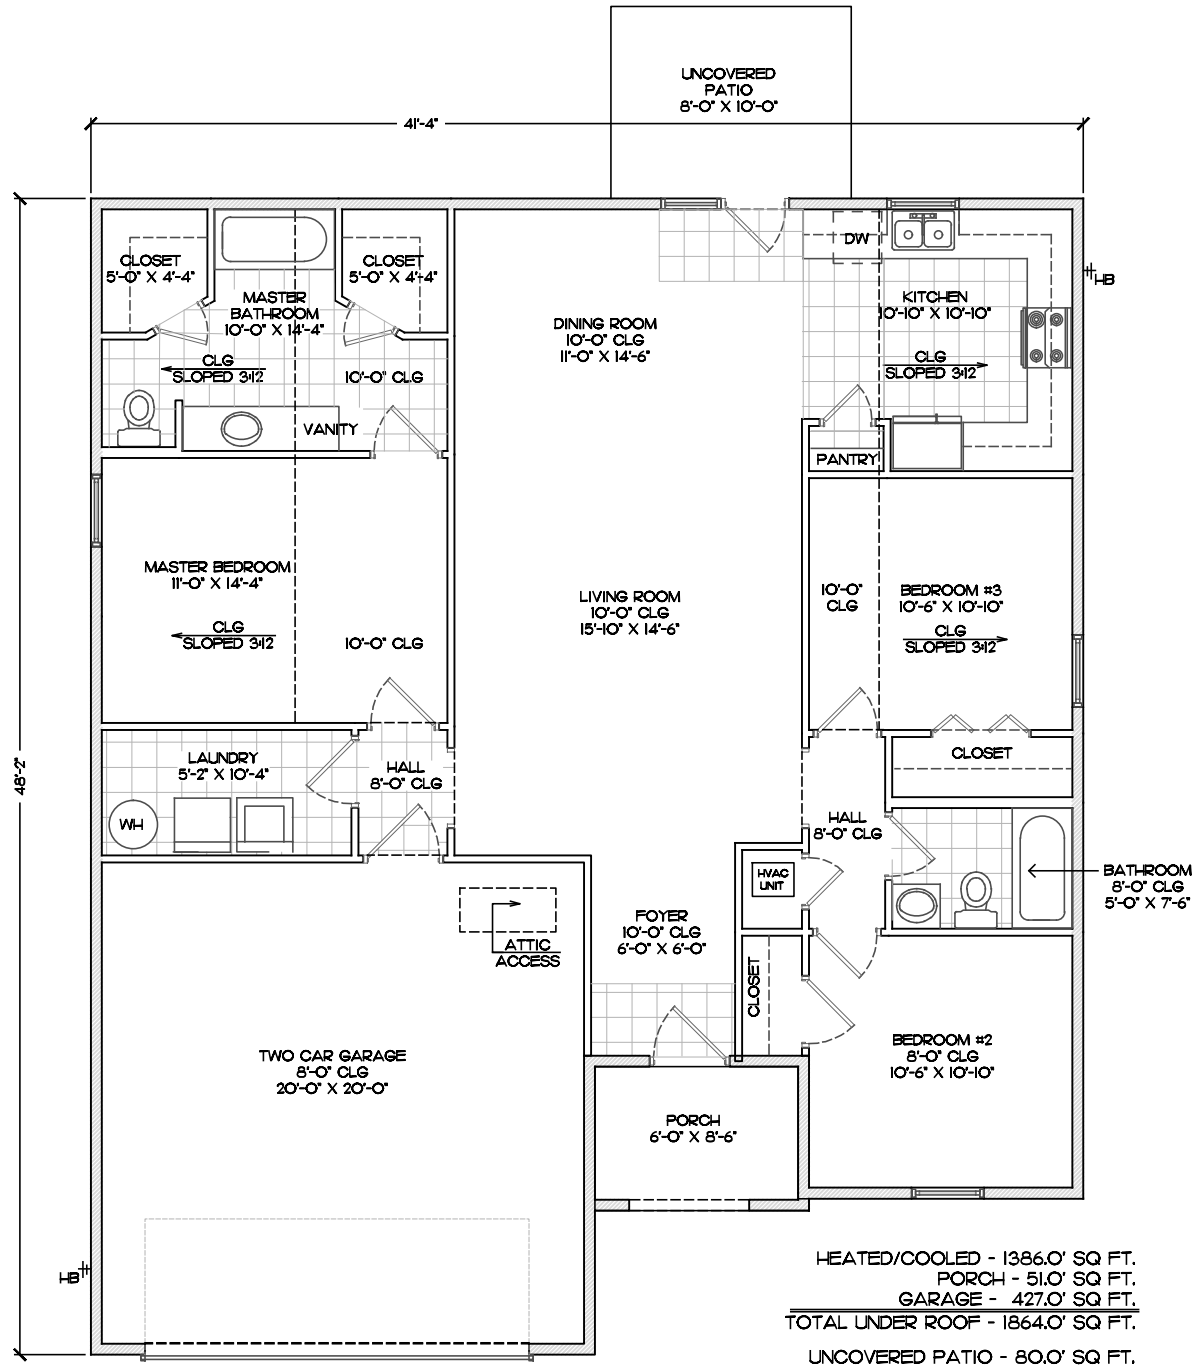 UNCOVERED
PATIO
8'-0" X 10'-0"
41'-4"
48'-2"
CLOSET
5'-0" X 4'-4"
CLOSET
5'-0" X 4'-4"
MASTER
BATHROOM
10'-0" X 14'-4"
CLG
SLOPED 3:12
10'-0" CLG
VANITY
DINING ROOM
10'-0" CLG
11'-0" X 14'-6"
DW
KITCHEN
10'-10" X 10'-10"
CLG
SLOPED 3:12
HB
PANTRY
MASTER BEDROOM
11'-0" X 14'-4"
CLG
SLOPED 3:12
10'-0" CLG
LIVING ROOM
10'-0" CLG
15'-10" X 14'-6"
10'-0"
CLG
BEDROOM #3
10'-6" X 10'-10"
CLG
SLOPED 3:12
LAUNDRY
5'-2" X 10'-4"
WH
HALL
8'-0" CLG
CLOSET
HALL
8'-0" CLG
HVAC
UNIT
BATHROOM
8'-0" CLG
5'-0" X 7'-6"
ATTIC
ACCESS
FOYER
10'-0" CLG
6'-0" X 6'-0"
CLOSET
TWO CAR GARAGE
8'-0" CLG
20'-0" X 20'-0"
BEDROOM #2
8'-0" CLG
10'-6" X 10'-10"
PORCH
6'-0" X 8'-6"
HB
HEATED/COOLED - 1386.0' SQ FT.
PORCH - 51.0' SQ FT.
GARAGE - 427.0' SQ FT.
TOTAL UNDER ROOF - 1864.0' SQ FT.
UNCOVERED PATIO - 80.0' SQ FT.